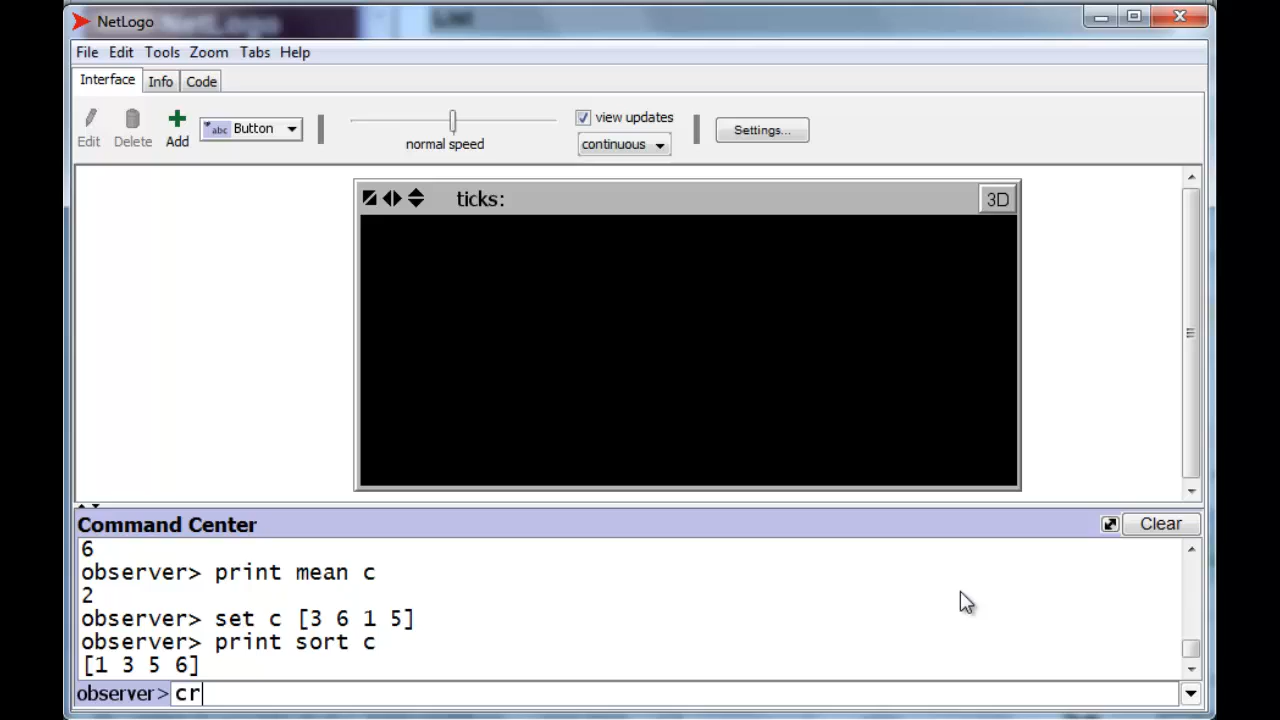 NetLogo
File Edit Tools Zoom Tabs Help
Interface Info Code
Edit Delete Add abc Button normal speed view updates continuous Settings...
ticks: 3D
Command Center Clear
6
observer> print mean c
2
observer> set c [3 6 1 5]
observer> print sort c
[1 3 5 6]
observer> cr